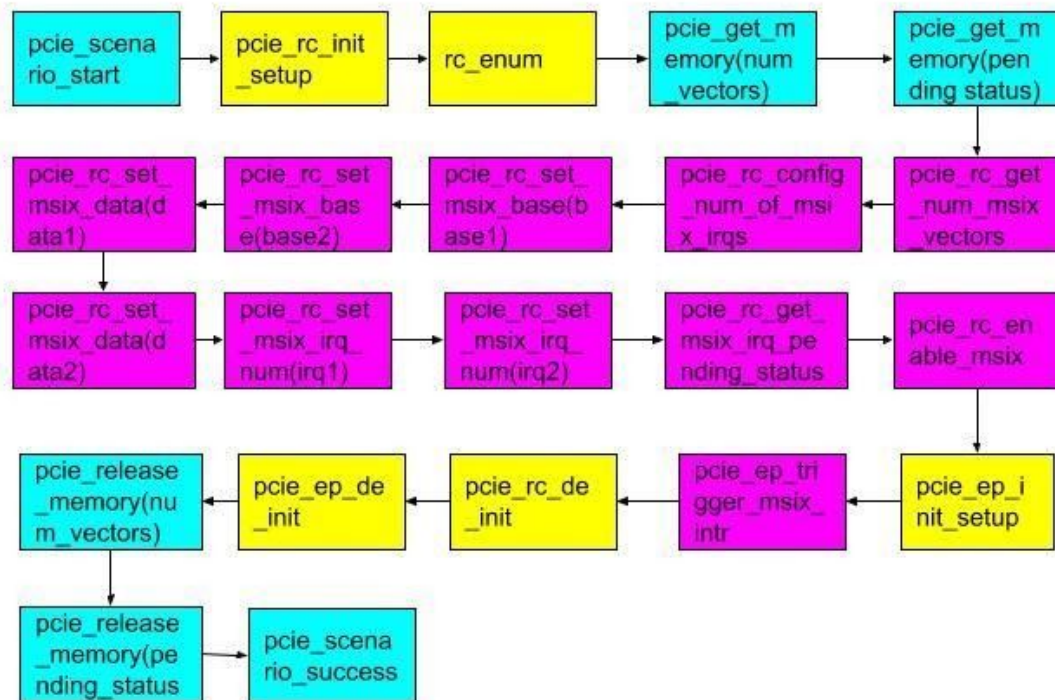 pcie_scena
rio_start
pcie_rc_init
_setup
rc_enum
pcie_get_m
emory(num
_vectors)
pcie_get_m
emory(pen
ding status)
pcie_rc_set_
msix_data(d
ata1)
pcie_rc_set
_msix_bas
e(base2)
pcie_rc_set_
msix_base(b
ase1)
pcie_rc_config
_num_of_msi
x_irqs
pcie_rc_get
_num_msix
_vectors
pcie_rc_set_
msix_data(d
ata2)
pcie_rc_set
_msix_irq_
num(irq1)
pcie_rc_set
_msix_irq_
num(irq2)
pcie_rc_get_
msix_irq_pe
nding_status
pcie_rc_en
able_msix
pcie_release
_memory(nu
m_vectors)
pcie_ep_de
_init
pcie_rc_de
_init
pcie_ep_tri
gger_msix_
intr
pcie_ep_i
nit_setup
pcie_release
_memory(pe
nding_status
pcie_scena
rio_success